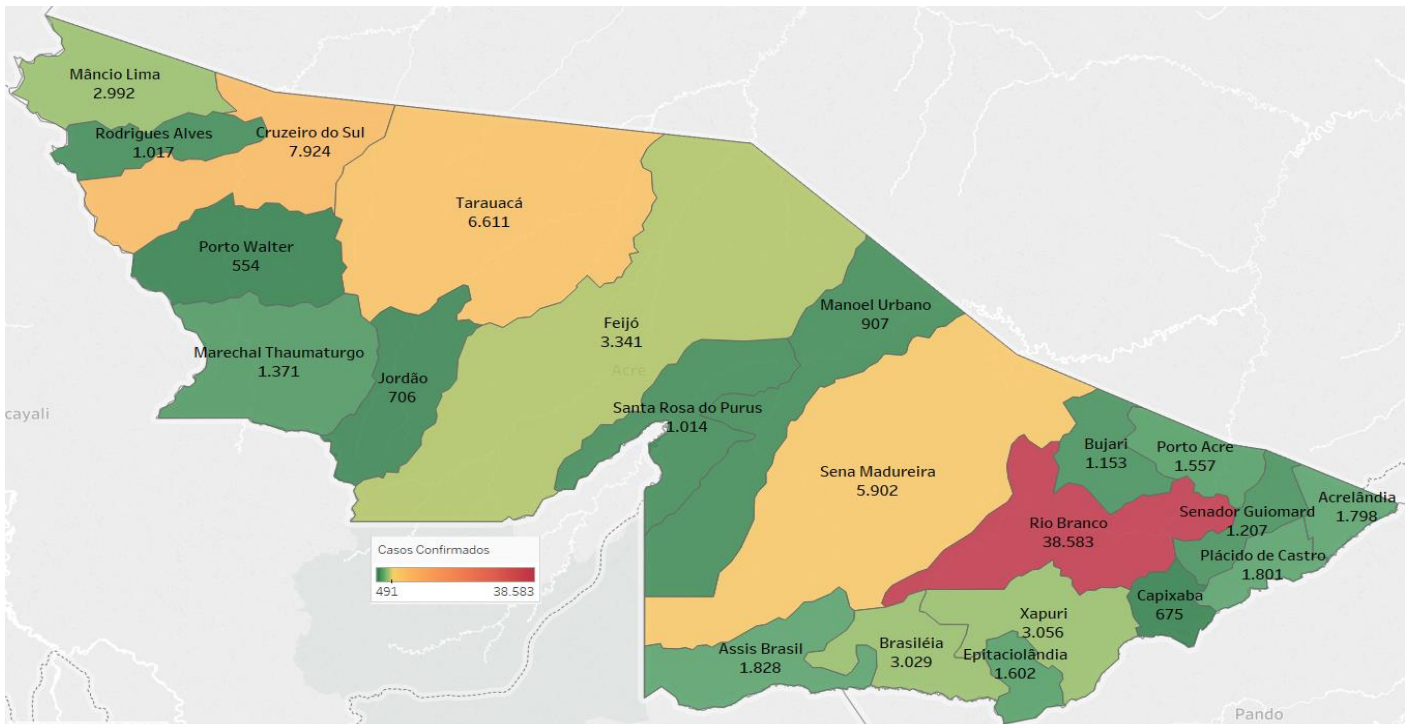 Mâncio Lima
2.992
Rodrigues Alves
1.017
Cruzeiro do Sul
7.924
Tarauacá
6.611
Porto Walter
554
Manoel Urbano
907
Feijó
3.341
Marechal Thaumaturgo
1.371
Acre
Jordão
706
Santa Rosa do Purus
1.014
cayali
Sena Madureira
5.902
Bujari
1.153
Porto Acre
1.557
Acrelândia
1.798
Rio Branco
38.583
Senador Guiomard
1.207
Plácido de Castro
1.801
Casos Confirmados
491
38.583
Capixaba
675
Xapuri
3.056
Assis Brasil
1.828
Brasiléia
3.029
Epitaciolândia
1.602
Pando